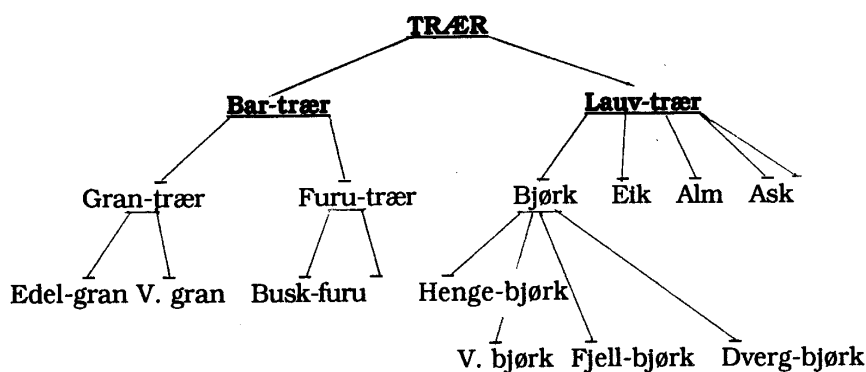 TRÆR
Bar-trær Lauv-trær
Gran-trær Furu-trær Bjørk Eik Alm Ask
Edel-gran V. gran Busk-furu Henge-bjørk
V. bjørk Fjell-bjørk Dverg-bjørk